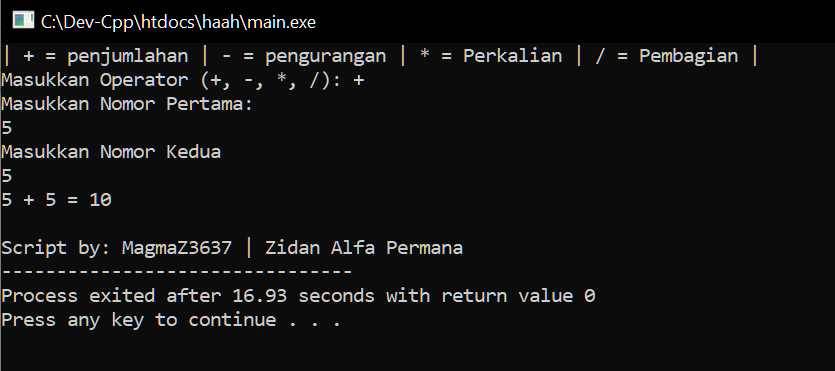 C:\Dev-Cpp\htdocs\haah\main.exe
| + = penjumlahan | - = pengurangan | * = Perkalian | / = Pembagian |
Masukkan Operator (+, -, *, /): +
Masukkan Nomor Pertama:
5
Masukkan Nomor Kedua
5
5 + 5 = 10
Script by: MagmaZ3637 | Zidan Alfa Permana
--------------------------------
Process exited after 16.93 seconds with return value 0
Press any key to continue . . .